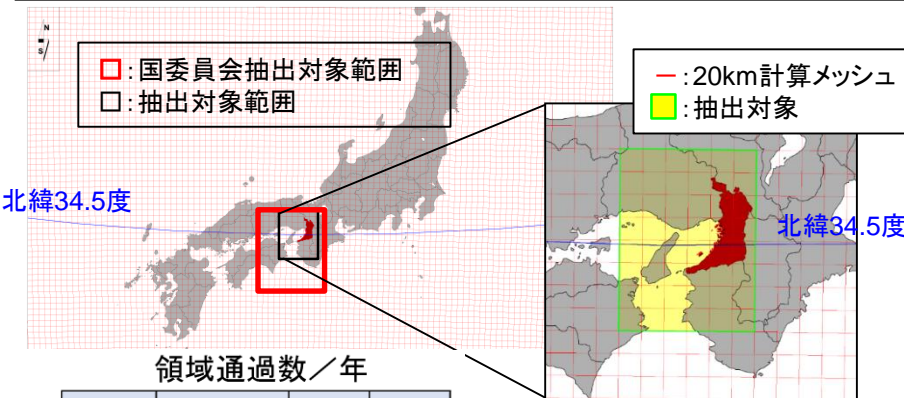 N
S
□:国委員会抽出対象範囲
□:抽出対象範囲
ー:20km計算メッシュ
:抽出対象
北緯34.5度
北緯34.5度
領域通過数／年